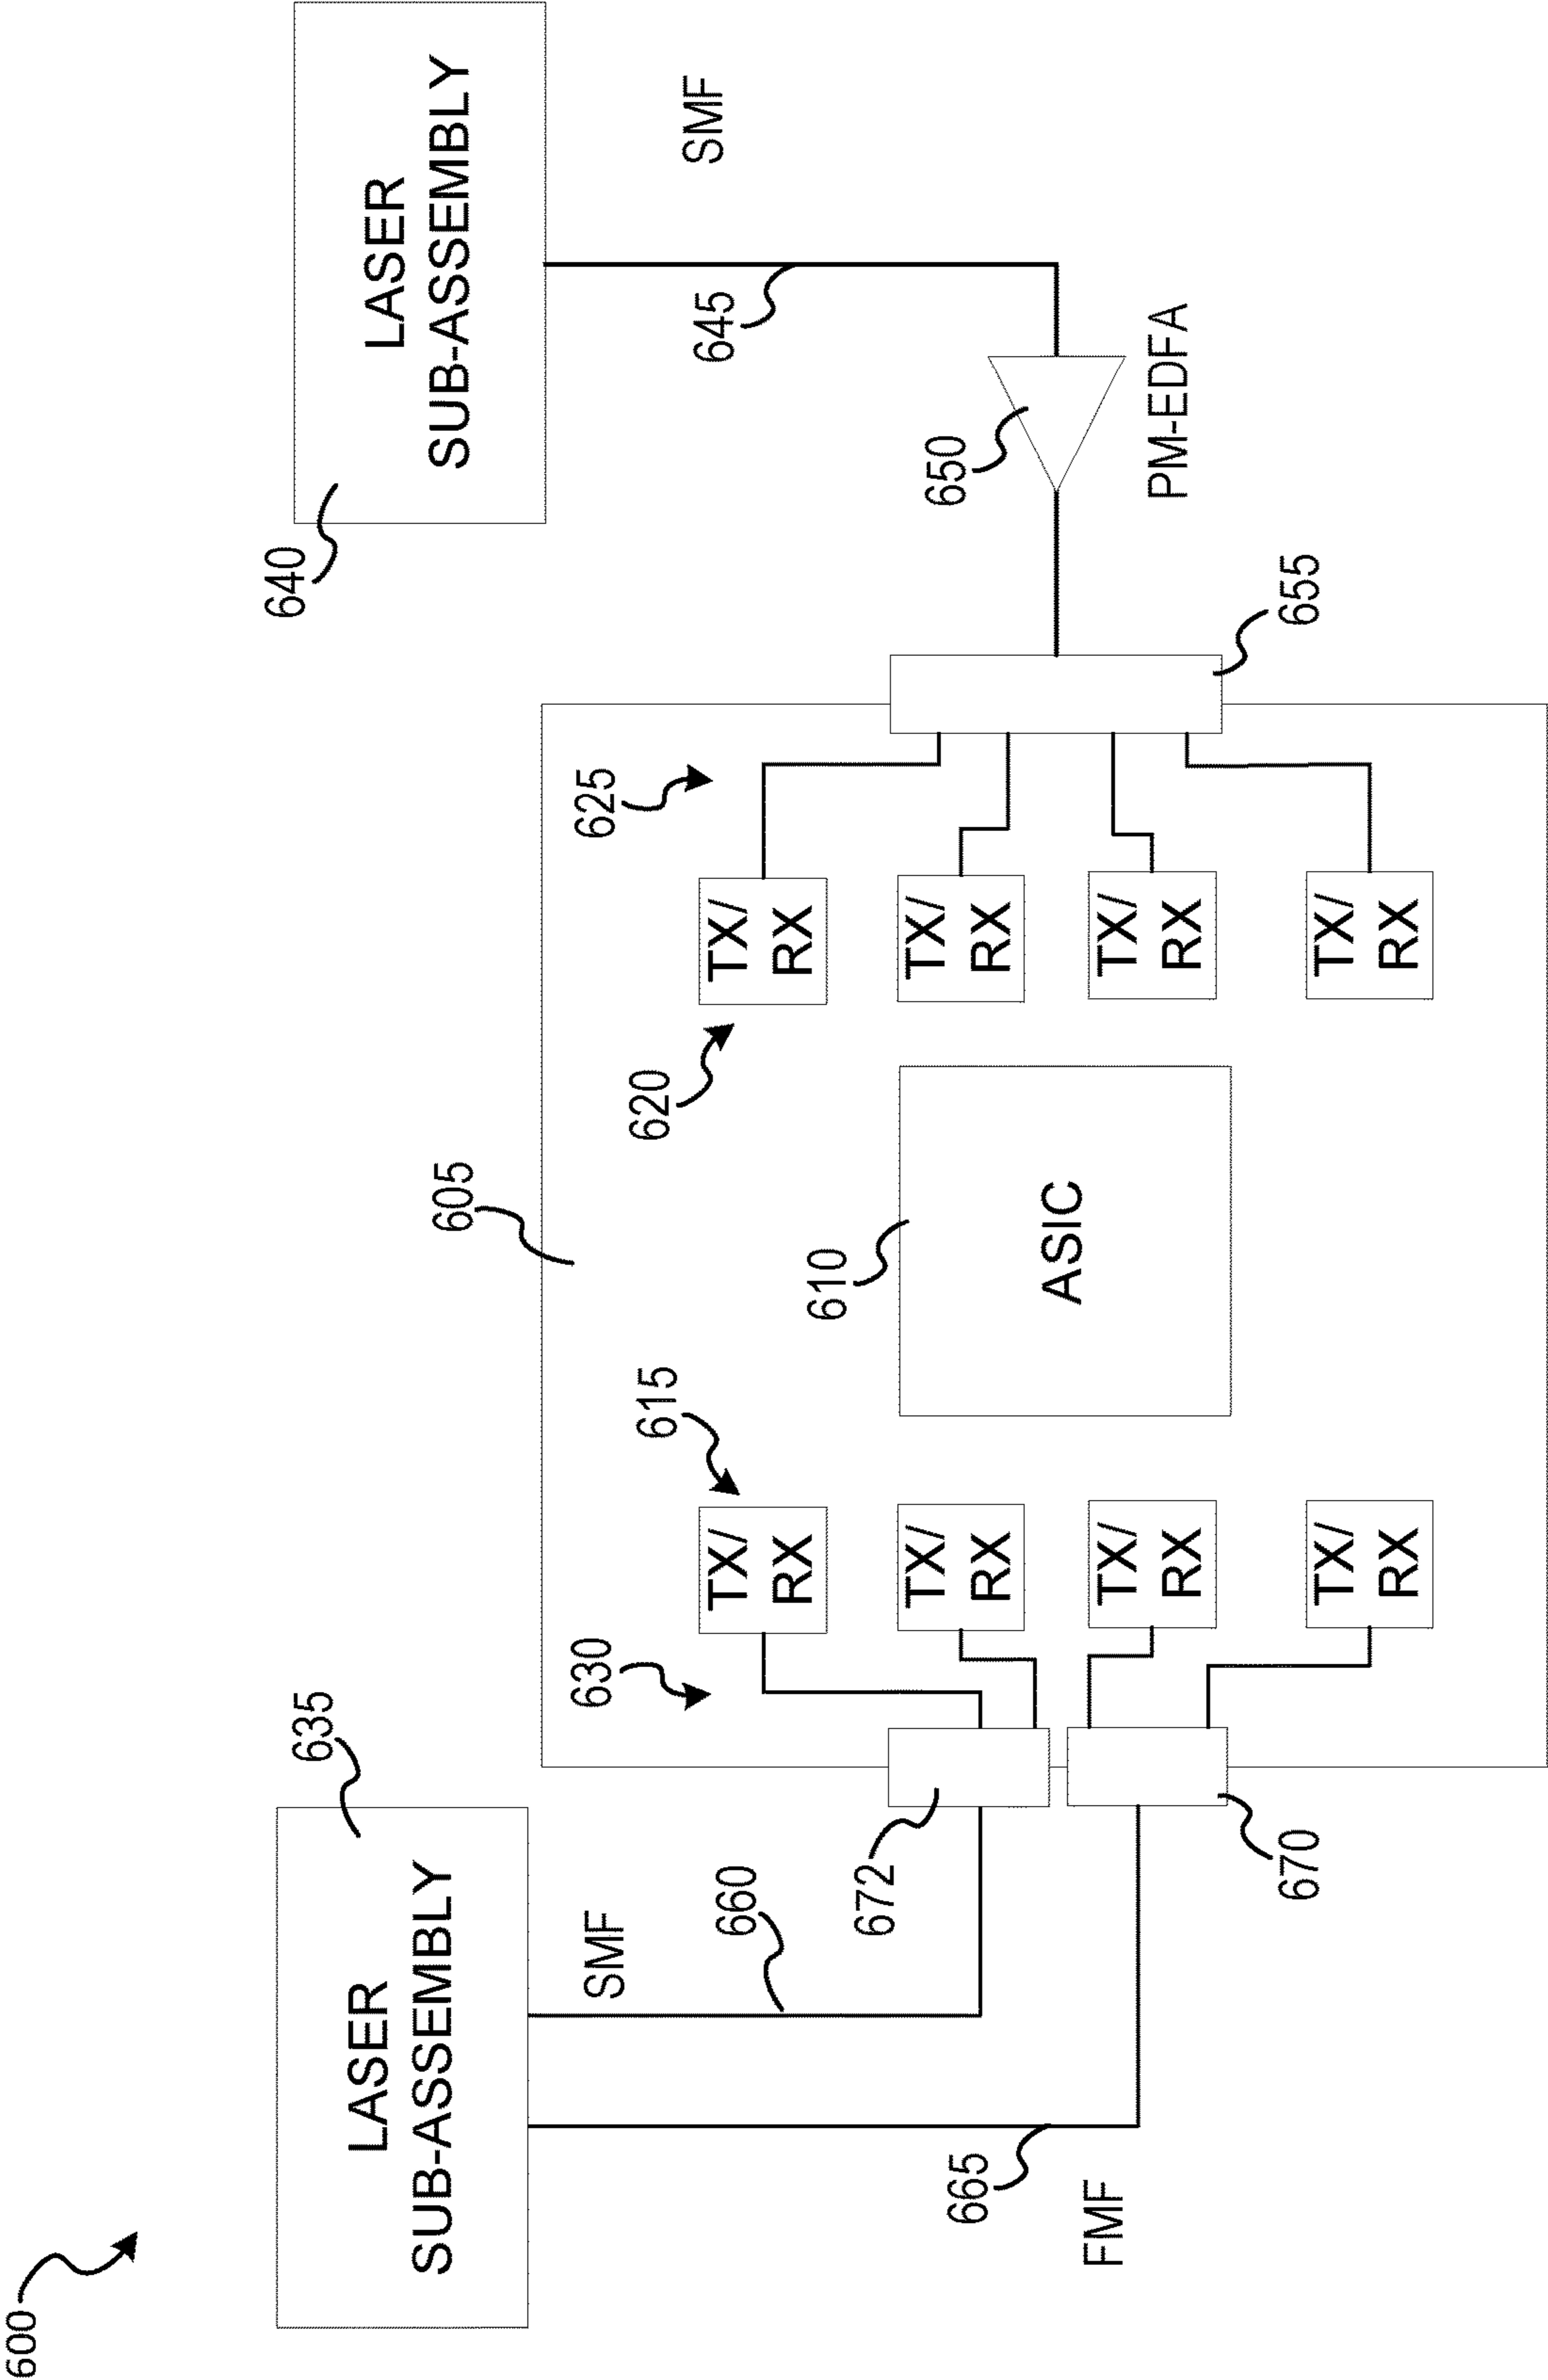 600
635
LASER
SUB-ASSEMBLY
SMF
660
665
FMF
672
670
630
615
TX/
RX
TX/
RX
TX/
RX
TX/
RX
605
610
ASIC
620
625
TX/
RX
TX/
RX
TX/
RX
TX/
RX
655
640
LASER
SUB-ASSEMBLY
SMF
645
650
PM-EDFA